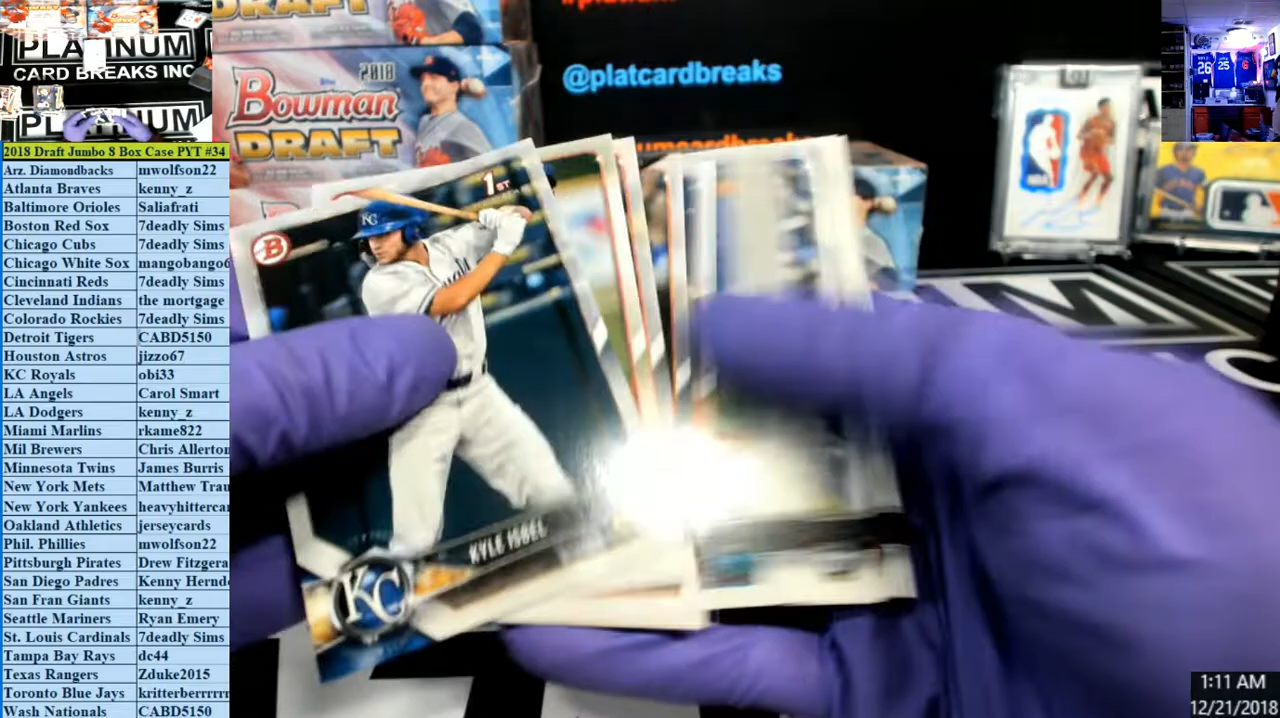 PLATINUM
CARD BREAKS INC
PLATINUM
2018 Draft Jumbo 8 Box Case PYT #34
Arz. Diamondbacks mwolfson22
Atlanta Braves kenny_z
Baltimore Orioles Saliafrati
Boston Red Sox 7deadly Sims
Chicago Cubs 7deadly Sims
Chicago White Sox mangobango6
Cincinnati Reds 7deadly Sims
Cleveland Indians the mortgage
Colorado Rockies 7deadly Sims
Detroit Tigers CABD5150
Houston Astros jizzo67
KC Royals obi33
LA Angels Carol Smart
LA Dodgers kenny_z
Miami Marlins rkame822
Mil Brewers Chris Allerton
Minnesota Twins James Burris
New York Mets Matthew Trau
New York Yankees heavyhittercar
Oakland Athletics jerseycards
Phil. Phillies mwolfson22
Pittsburgh Pirates Drew Fitzgera
San Diego Padres Kenny Hernd
San Fran Giants kenny_z
Seattle Mariners Ryan Emery
St. Louis Cardinals 7deadly Sims
Tampa Bay Rays dc44
Texas Rangers Zduke2015
Toronto Blue Jays kritterberrrrrr
Wash Nationals CABD5150
DRAFT
Topps 2018
Bowman
DRAFT
@platcardbreaks
1ST
B
KC
KYLE ISBEL
KC
26
25
6
1:11 AM
12/21/2018